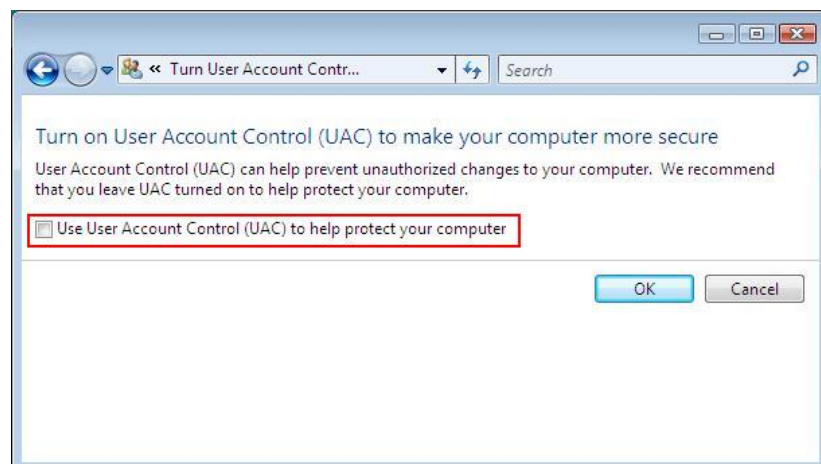 « Turn User Account Contr...
Search
Turn on User Account Control (UAC) to make your computer more secure
User Account Control (UAC) can help prevent unauthorized changes to your computer. We recommend
that you leave UAC turned on to help protect your computer.
Use User Account Control (UAC) to help protect your computer
OK
Cancel